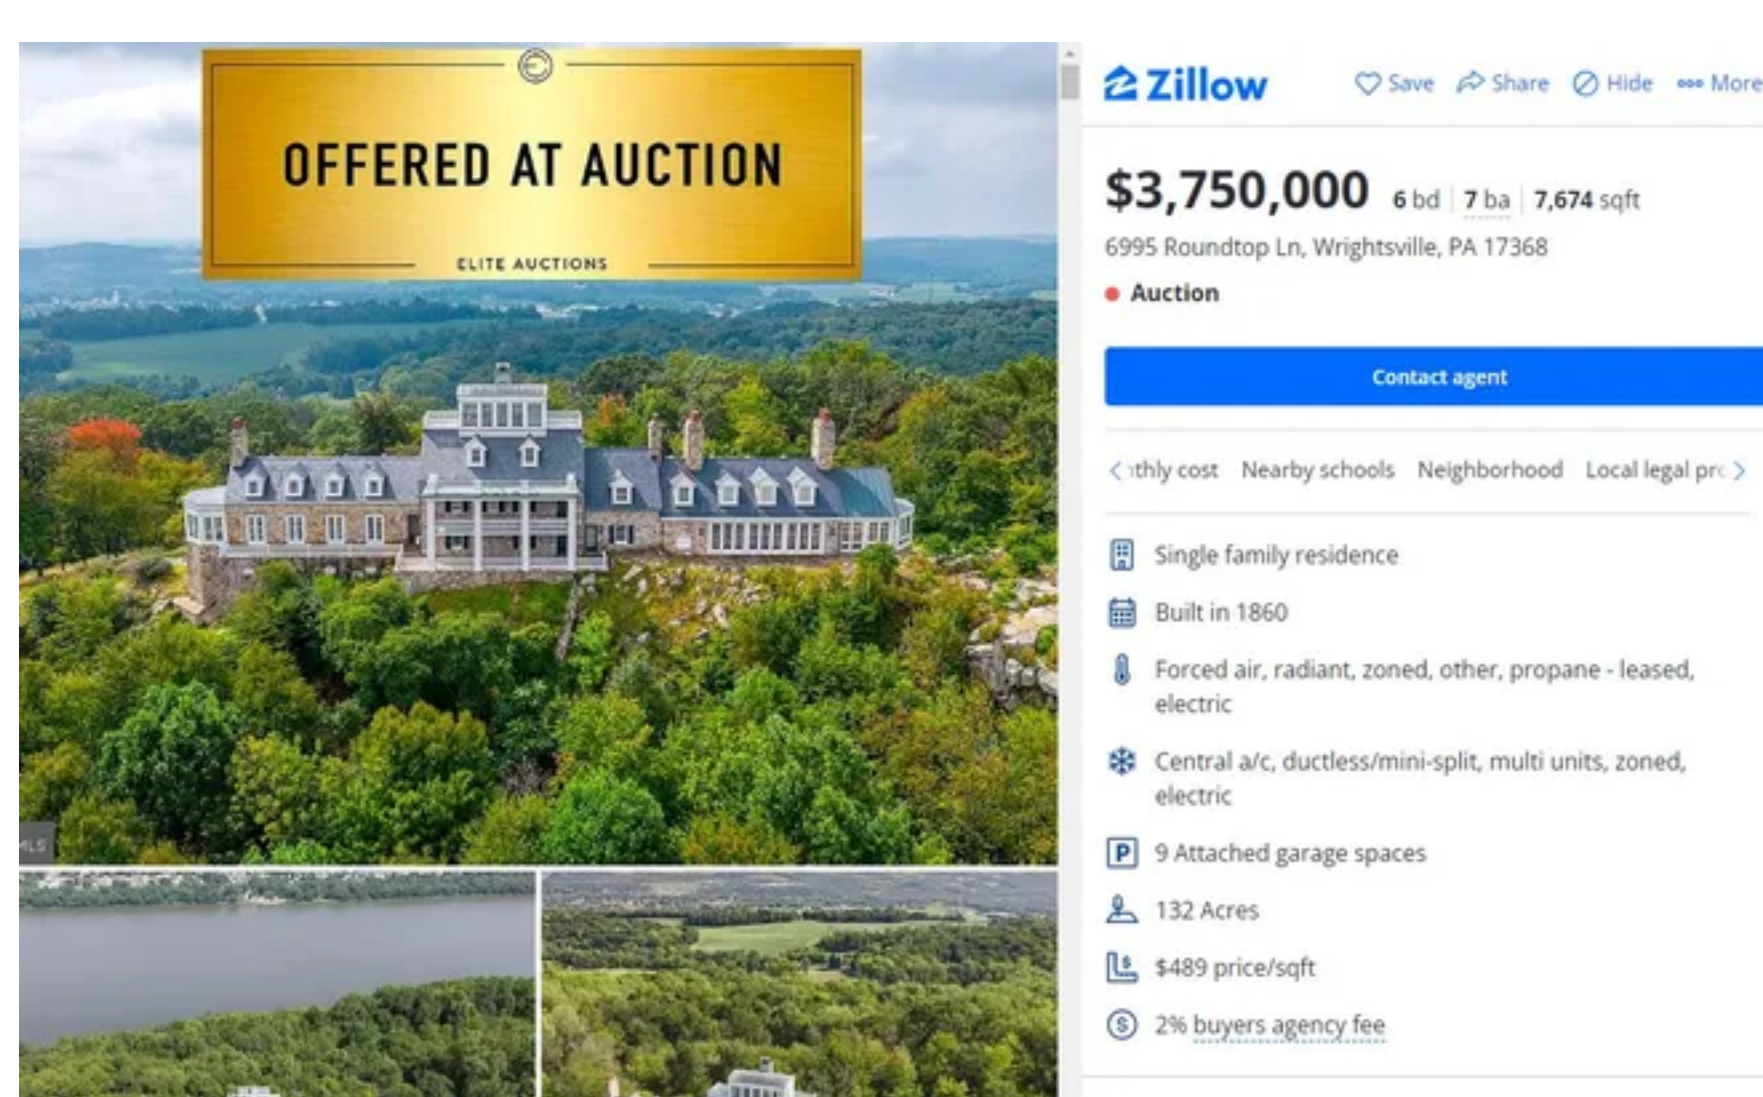 OFFERED AT AUCTION
ELITE AUCTIONS
Zillow
Save Share Hide More
$3,750,000 6 bd 7 ba 7,674 sqft
6995 Roundtop Ln, Wrightsville, PA 17368
Auction
Contact agent
thly cost Nearby schools Neighborhood Local legal pro
Single family residence
Built in 1860
Forced air, radiant, zoned, other, propane - leased,
electric
Central a/c, ductless/mini-split, multi units, zoned,
electric
P 9 Attached garage spaces
132 Acres
$ $489 price/sqft
$ 2% buyers agency fee
MLS